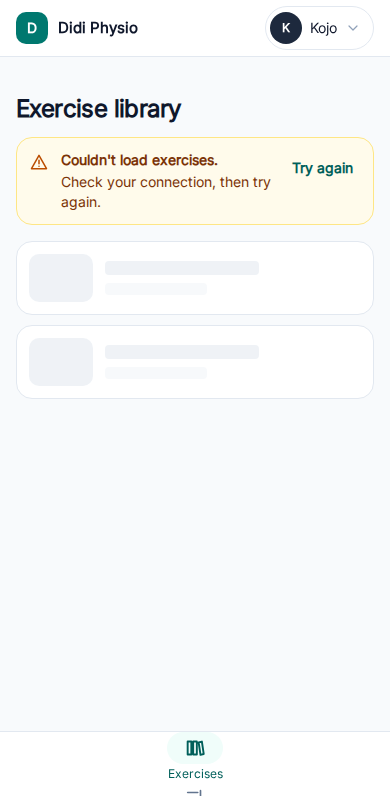 D
Didi Physio
K
Kojo
Exercise library
Couldn't load exercises.
Try again
Check your connection, then try
again.
Exercises